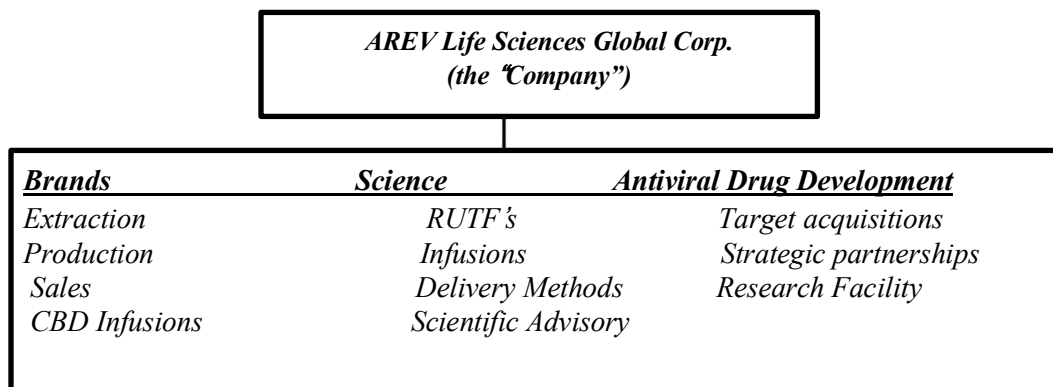 AREV Life Sciences Global Corp.
(the “Company”)
Brands Science Antiviral Drug Development
Extraction RUTF’s Target acquisitions
Production Infusions Strategic partnerships
Sales Delivery Methods Research Facility
CBD Infusions Scientific Advisory